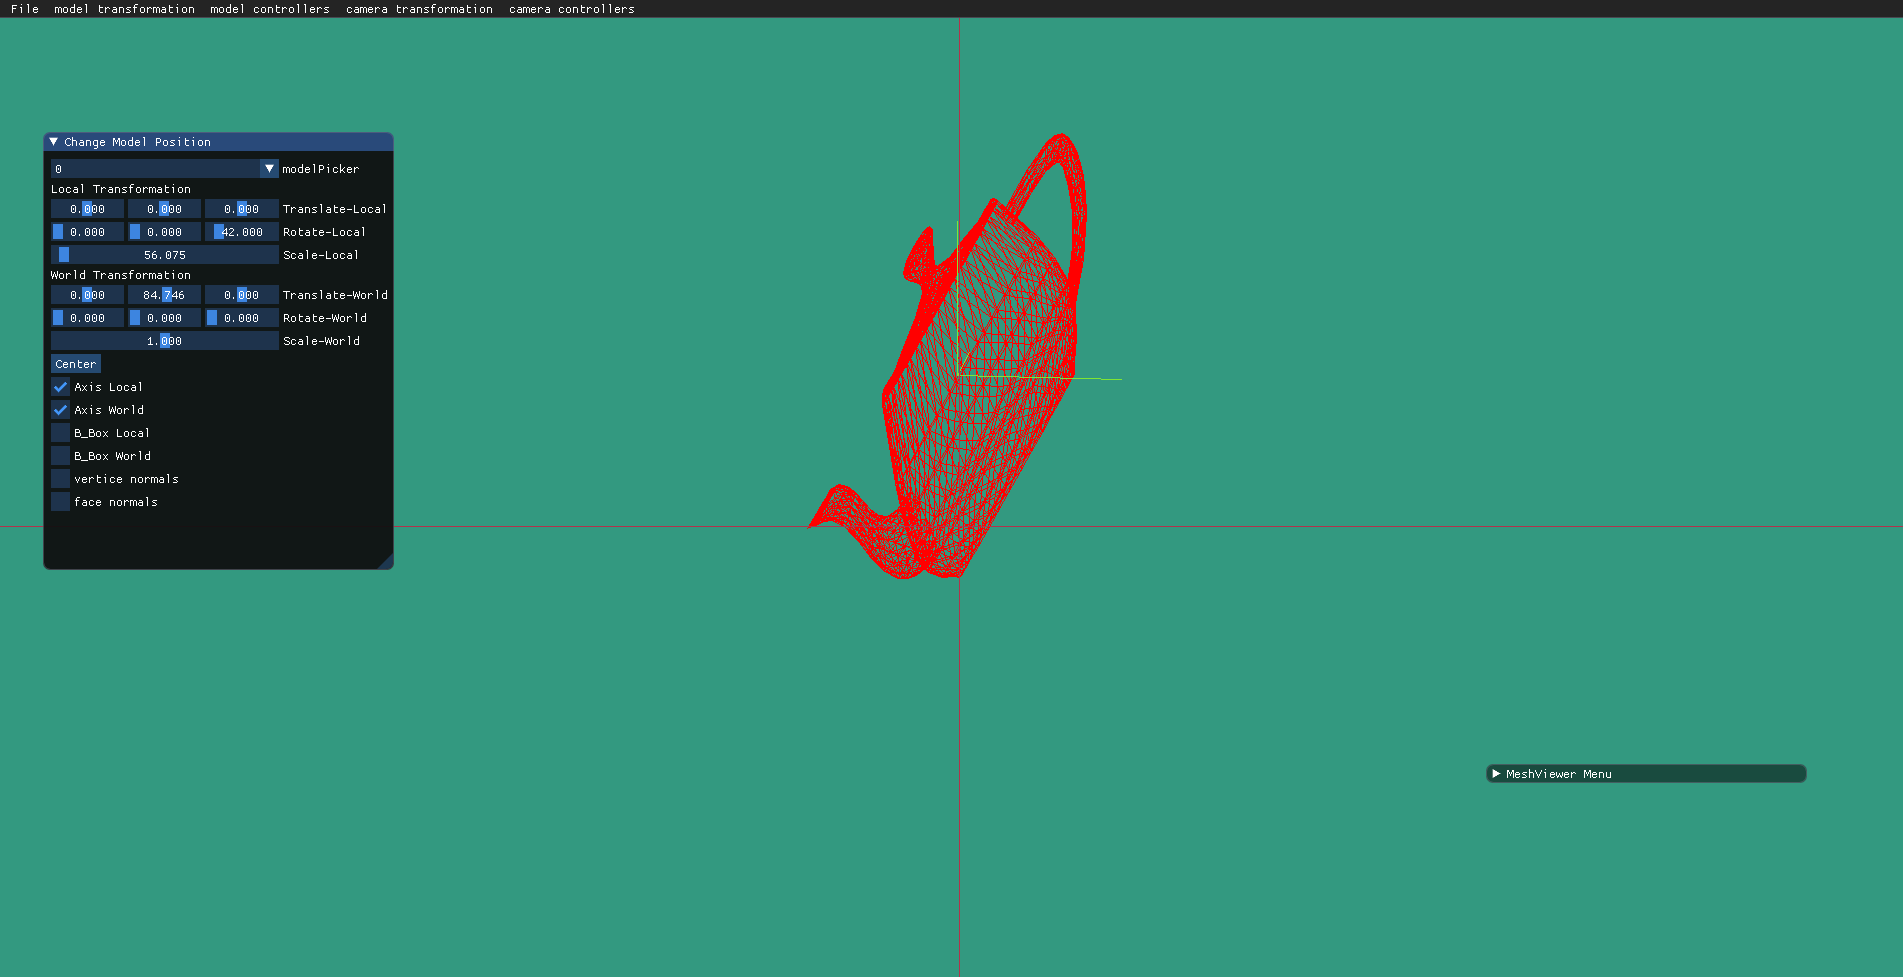 File model transformation model controllers camera transformation camera controllers
Change Model Position
0 modelPicker
Local Transformation
0.000 0.000 0.000 Translate-Local
0.000 0.000 42.000 Rotate-Local
56.075 Scale-Local
World Transformation
0.000 84.746 0.000 Translate-World
0.000 0.000 0.000 Rotate-World
1.000 Scale-World
Center
Axis Local
Axis World
B_Box Local
B_Box World
vertice normals
face normals
MeshViewer Menu